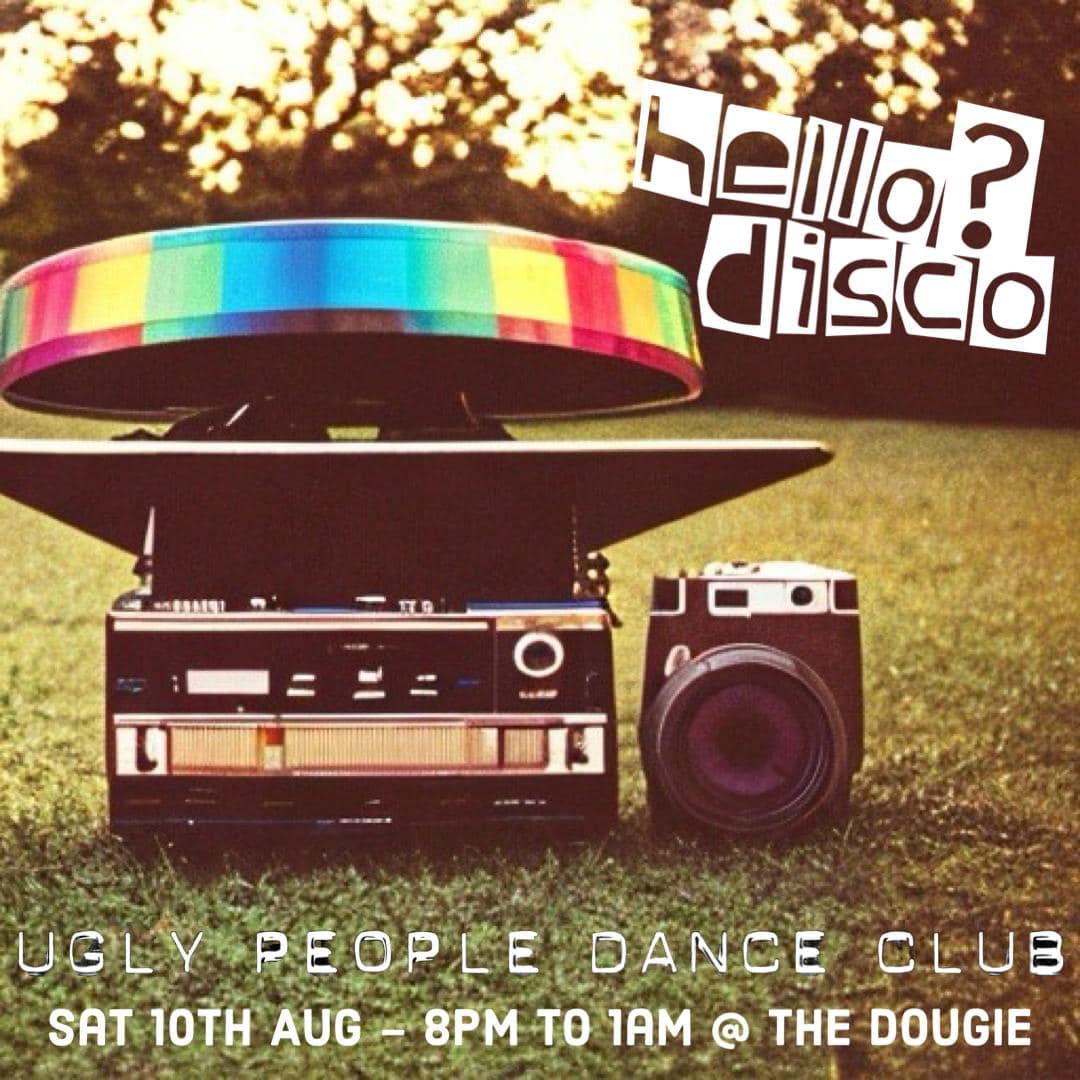 hello?
disco
UGLY PEOPLE DANCE CLUB
SAT 10TH AUG – 8PM TO 1AM @ THE DOUGIE